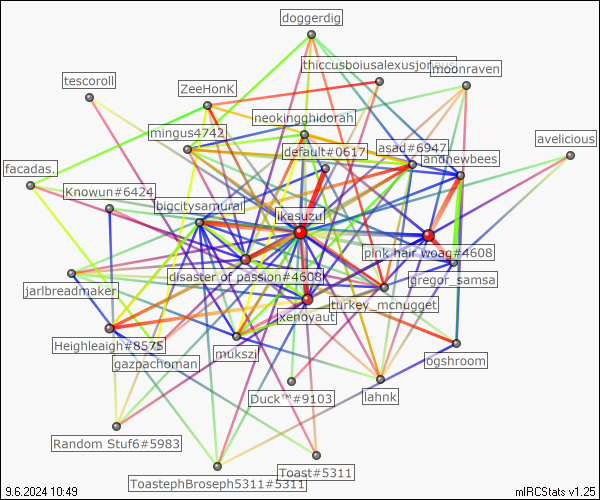 doggerdig
thiccusboiusalexusjoneus
moonraven
tescoroll
ZeeHonK
neokingghidorah
mingus4742
avelicious
default#0617
asad#6947
andnewbees
facadas.
Knowun#6424
bigcitysamurai
ikasuzu
pink hair woag#4608
disaster of passion#4608
gregor_samsa
jarlbreadmaker
turkey_mcnugget
xenoyaut
Heighleaigh#8575
mukszi
ogshroom
gazpachoman
Duck™#9103
lahnk
Random Stuf6#5983
Toast#5311
ToastephBroseph5311#5311
9.6.2024 10:49
mIRCStats v1.25